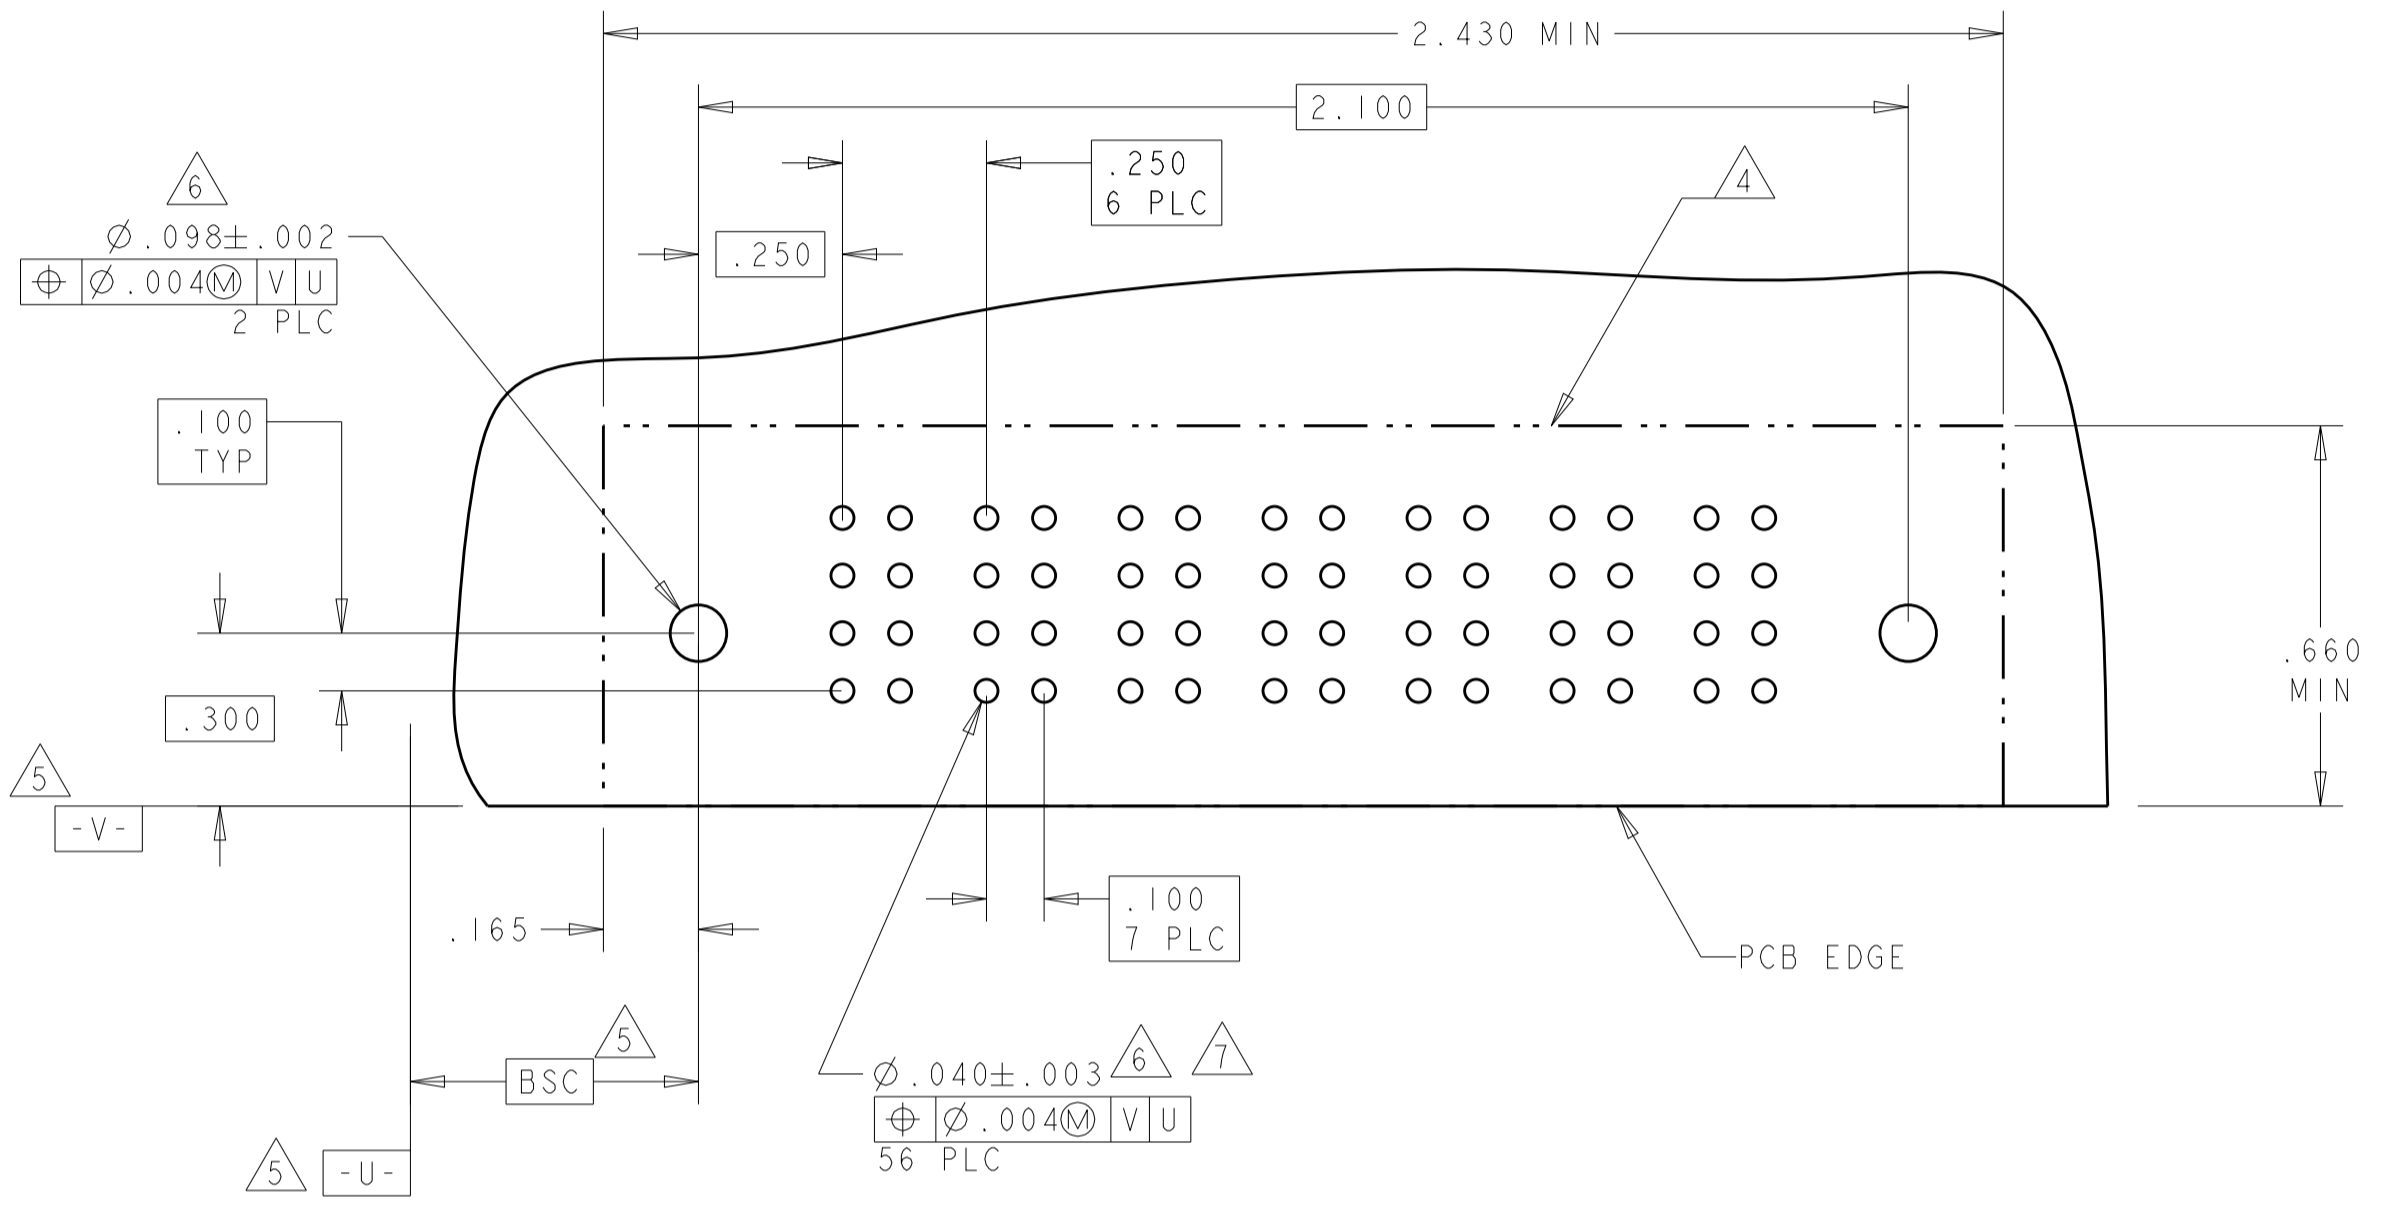 2.430 MIN
2.100
.250
6 PLC
6
4
Ø.098±.002
.250
⌖ Ø.004Ⓜ V U
2 PLC
.100
TYP
.660
MIN
.300
5
-V-
.100
7 PLC
.165
PCB EDGE
5
BSC
Ø.040±.003 6 7
⌖ Ø.004Ⓜ V U
56 PLC
5 -U-